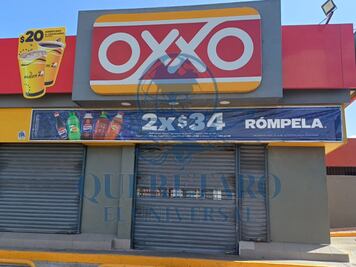 $20
OXXO
2x$34
RÓMPELA
QUERÉTARO
EL UNIVERSAL